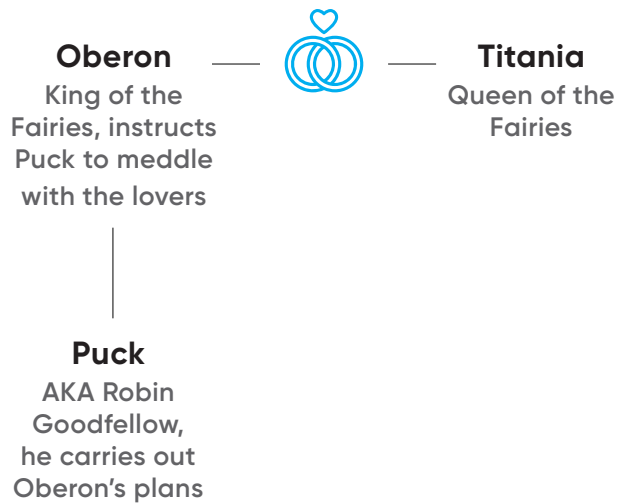 Oberon
King of the
Fairies, instructs
Puck to meddle
with the lovers
Titania
Queen of the
Fairies
Puck
AKA Robin
Goodfellow,
he carries out
Oberon’s plans